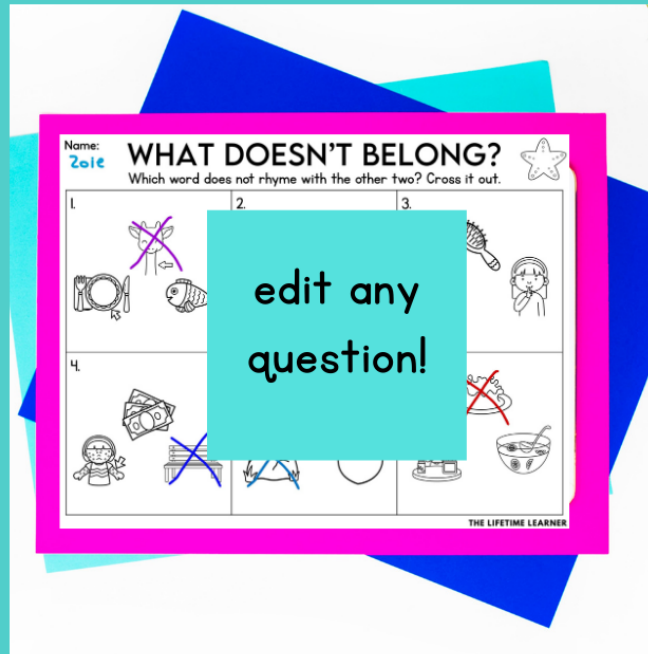 Name:
Zoie
WHAT DOESN'T BELONG?
Which word does not rhyme with the other two? Cross it out.
1.
2.
3.
edit any
question!
4.
THE LIFETIME LEARNER